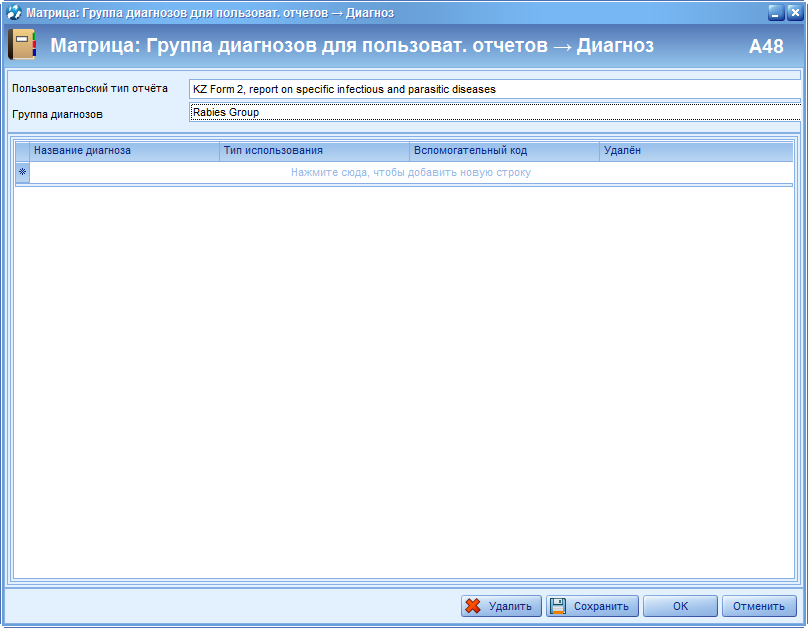 Матрица: Группа диагнозов для пользоват. отчетов → Диагноз
Матрица: Группа диагнозов для пользоват. отчетов → Диагноз A48
Пользовательский тип отчёта KZ Form 2, report on specific infectious and parasitic diseases
Группа диагнозов Rabies Group
Название диагноза Тип использования Вспомогательный код Удалён
Нажмите сюда, чтобы добавить новую строку
Удалить Сохранить OK Отменить